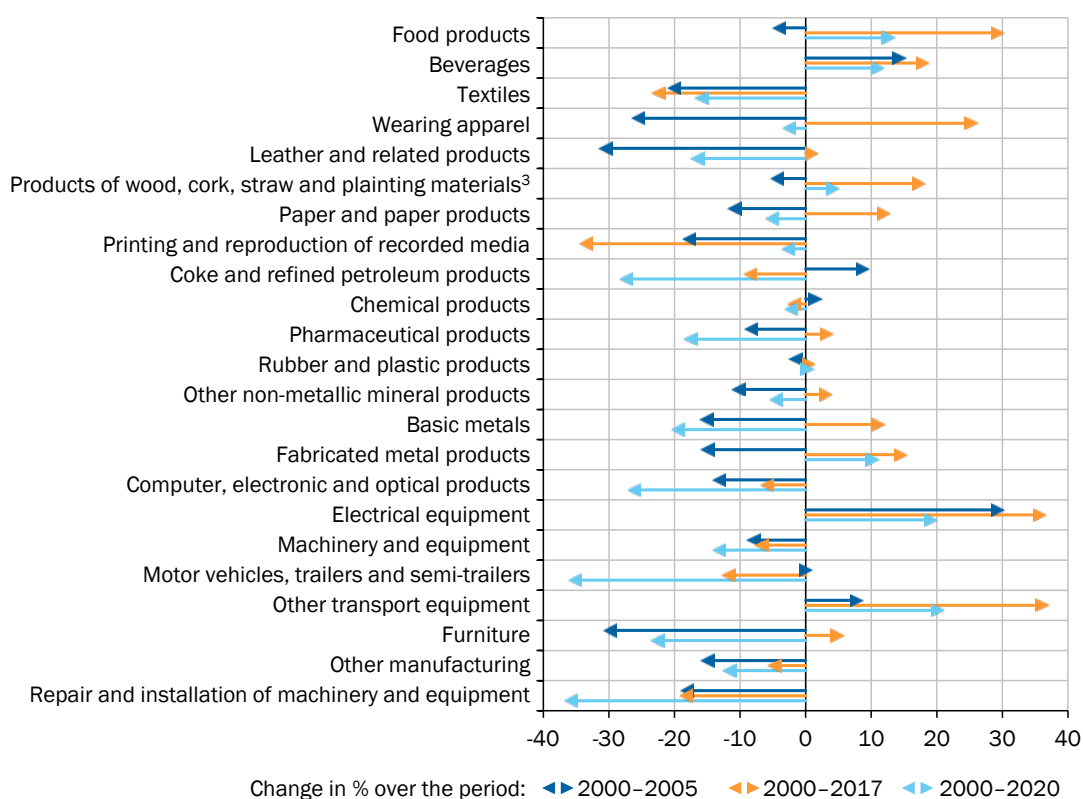 Food products
Beverages
Textiles
Wearing apparel
Leather and related products
Products of wood, cork, straw and plainting materials³
Paper and paper products
Printing and reproduction of recorded media
Coke and refined petroleum products
Chemical products
Pharmaceutical products
Rubber and plastic products
Other non-metallic mineral products
Basic metals
Fabricated metal products
Computer, electronic and optical products
Electrical equipment
Machinery and equipment
Motor vehicles, trailers and semi-trailers
Other transport equipment
Furniture
Other manufacturing
Repair and installation of machinery and equipment
-40 -30 -20 -10 0 10 20 30 40
Change in % over the period: 2000–2005 2000–2017 2000–2020